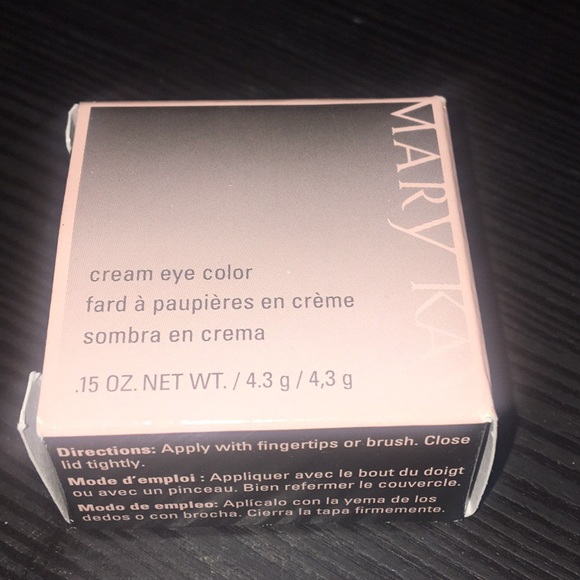 MARY KA
cream eye color
fard à paupières en crème
sombra en crema
.15 OZ. NET WT. / 4.3 g / 4,3 g
Directions: Apply with fingertips or brush. Close
lid tightly.
Mode d'emploi : Appliquer avec le bout du doigt
ou avec un pinceau. Bien refermer le couvercle.
Modo de empleo: Aplícalo con la yema de los
dedos o con brocha. Cierra la tapa firmemente.